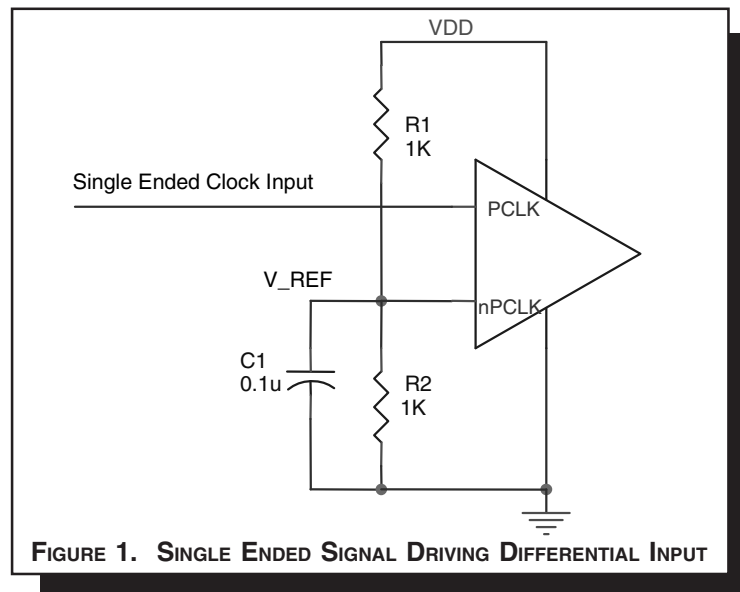 VDD
R1
1K
Single Ended Clock Input
PCLK
V_REF
nPCLK
C1
0.1u
R2
1K
FIGURE 1. SINGLE ENDED SIGNAL DRIVING DIFFERENTIAL INPUT